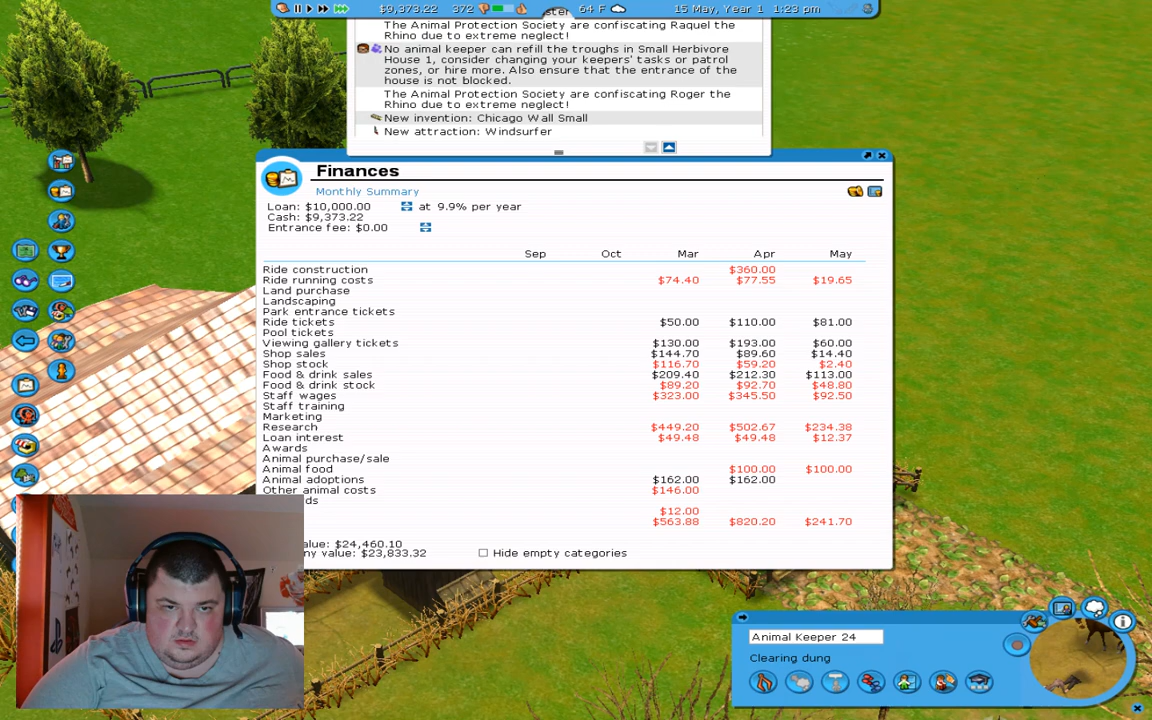 $9,373.22 372 64 F 15 May, Year 1 1:23 pm
The Animal Protection Society are confiscating Raquel the
Rhino due to extreme neglect!
No animal keeper can refill the troughs in Small Herbivore
House 1, consider changing your keepers' tasks or patrol
zones, or hire more. Also ensure that the entrance of the
house is not blocked.
The Animal Protection Society are confiscating Roger the
Rhino due to extreme neglect!
New invention: Chicago Wall Small
New attraction: Windsurfer
Finances
Monthly Summary
Loan: $10,000.00 at 9.9% per year
Cash: $9,373.22
Entrance fee: $0.00
Sep Oct Mar Apr May
Ride construction $360.00
Ride running costs $74.40 $77.55 $19.65
Land purchase
Landscaping
Park entrance tickets
Ride tickets $50.00 $110.00 $81.00
Pool tickets
Viewing gallery tickets $130.00 $193.00 $60.00
Shop sales $144.70 $89.60 $14.40
Shop stock $116.70 $59.20 $2.40
Food & drink sales $209.40 $212.30 $113.00
Food & drink stock $89.20 $92.70 $48.80
Staff wages $323.00 $345.50 $92.50
Staff training
Marketing
Research $449.20 $502.67 $234.38
Loan interest $49.48 $49.48 $12.37
Awards
Animal purchase/sale
Animal food $100.00 $100.00
Animal adoptions $162.00 $162.00
Other animal costs $146.00
ds
$12.00
$563.88 $820.20 $241.70
alue: $24,460.10
ny value: $23,833.32 Hide empty categories
Animal Keeper 24
Clearing dung